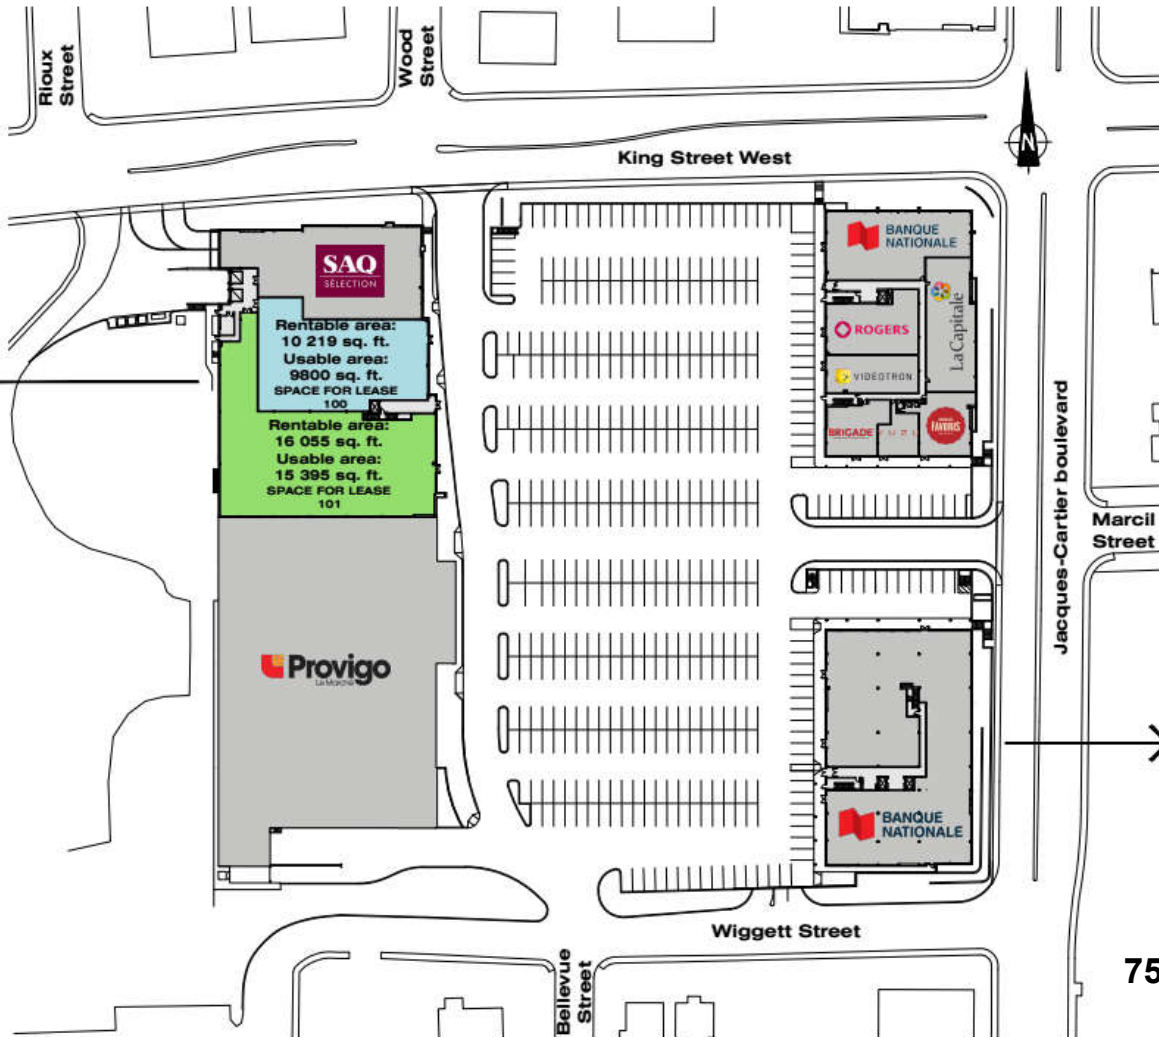 Rioux
Street
Wood
Street
King Street West
N
SAQ
SÉLECTION
Rentable area:
10 219 sq. ft.
Usable area:
9800 sq. ft.
SPACE FOR LEASE
100
Rentable area:
16 055 sq. ft.
Usable area:
15 395 sq. ft.
SPACE FOR LEASE
101
Provigo
Le Marché
BANQUE
NATIONALE
LaCapitale
ROGERS
VIDEOTRON
BRIGADE
FAVORIS
Jacques-Cartier boulevard
Marcil
Street
BANQUE
NATIONALE
Wiggett Street
Bellevue
Street
75